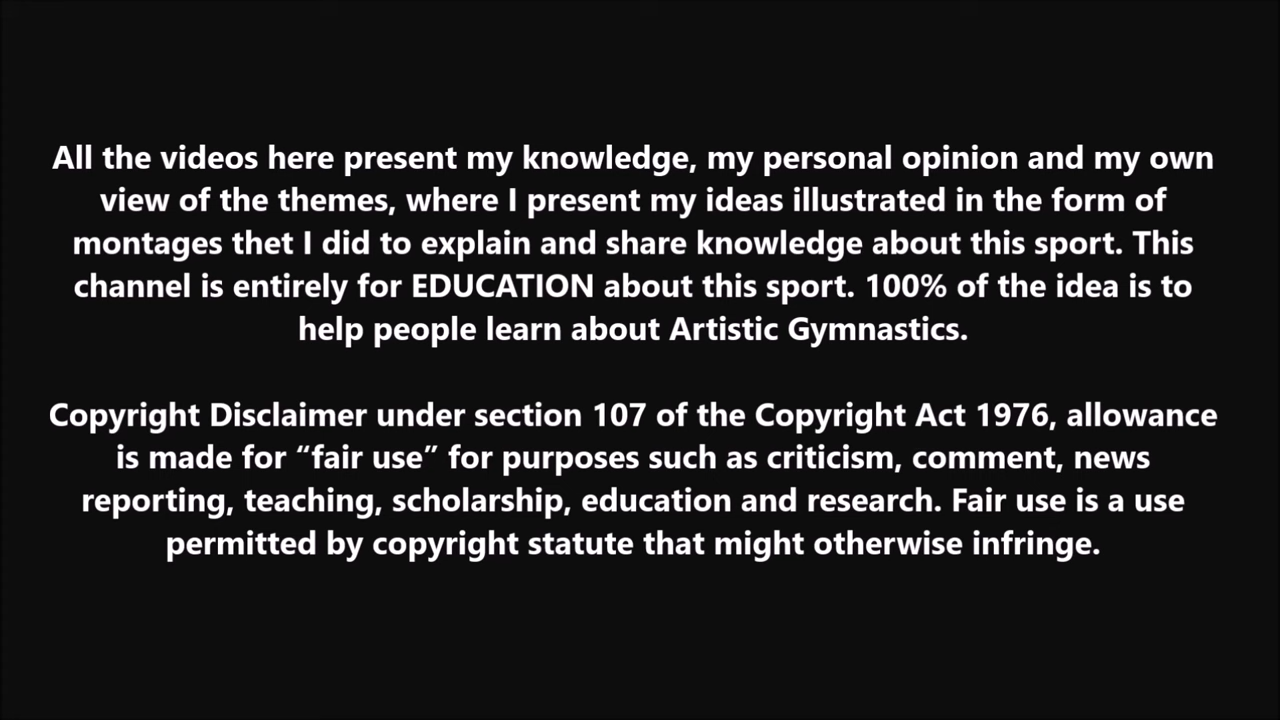 All the videos here present my knowledge, my personal opinion and my own
view of the themes, where I present my ideas illustrated in the form of
montages thet I did to explain and share knowledge about this sport. This
channel is entirely for EDUCATION about this sport. 100% of the idea is to
help people learn about Artistic Gymnastics.
Copyright Disclaimer under section 107 of the Copyright Act 1976, allowance
is made for “fair use” for purposes such as criticism, comment, news
reporting, teaching, scholarship, education and research. Fair use is a use
permitted by copyright statute that might otherwise infringe.